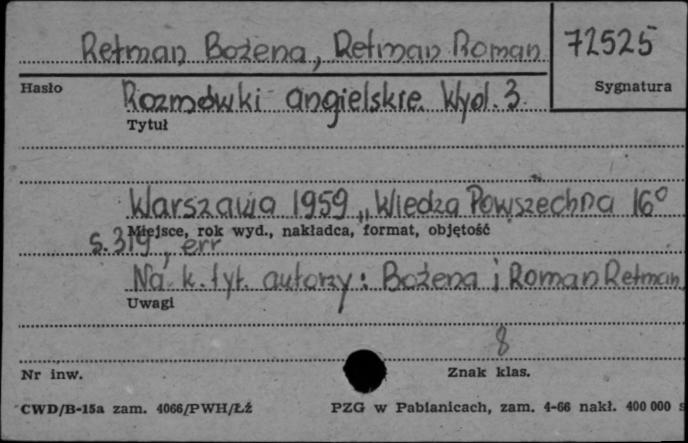 Retman Bożena, Retman Roman
72525
Hasło
Sygnatura
Rozmówki angielskie Wyd. 3.
Tytuł
Warszawa 1959 „Wiedza Powszechna 16°
Miejsce, rok wyd., nakładca, format, objętość
s. 319, err
Na k. tyt. autorzy: Bożena i Roman Retman
Uwagi
8
Nr inw.
Znak klas.
CWD/B-15a zam. 4066/PWH/Łź
PZG w Pabianicach, zam. 4-66 nakł. 400 000 s